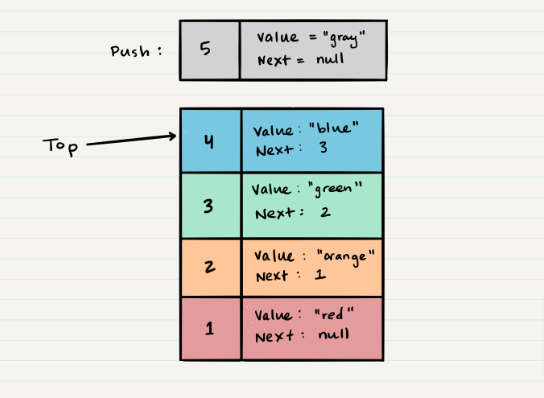 Push :
5
Value = "gray"
Next = null
Top
4
Value : "blue"
Next : 3
3
Value : "green"
Next : 2
2
Value : "orange"
Next : 1
1
Value : "red"
Next : null